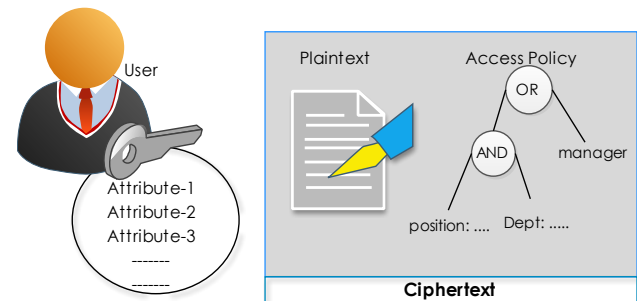 User
Attribute-1
Attribute-2
Attribute-3
-------
-------
Plaintext
Access Policy
OR
AND
manager
position: ....
Dept: .....
Ciphertext